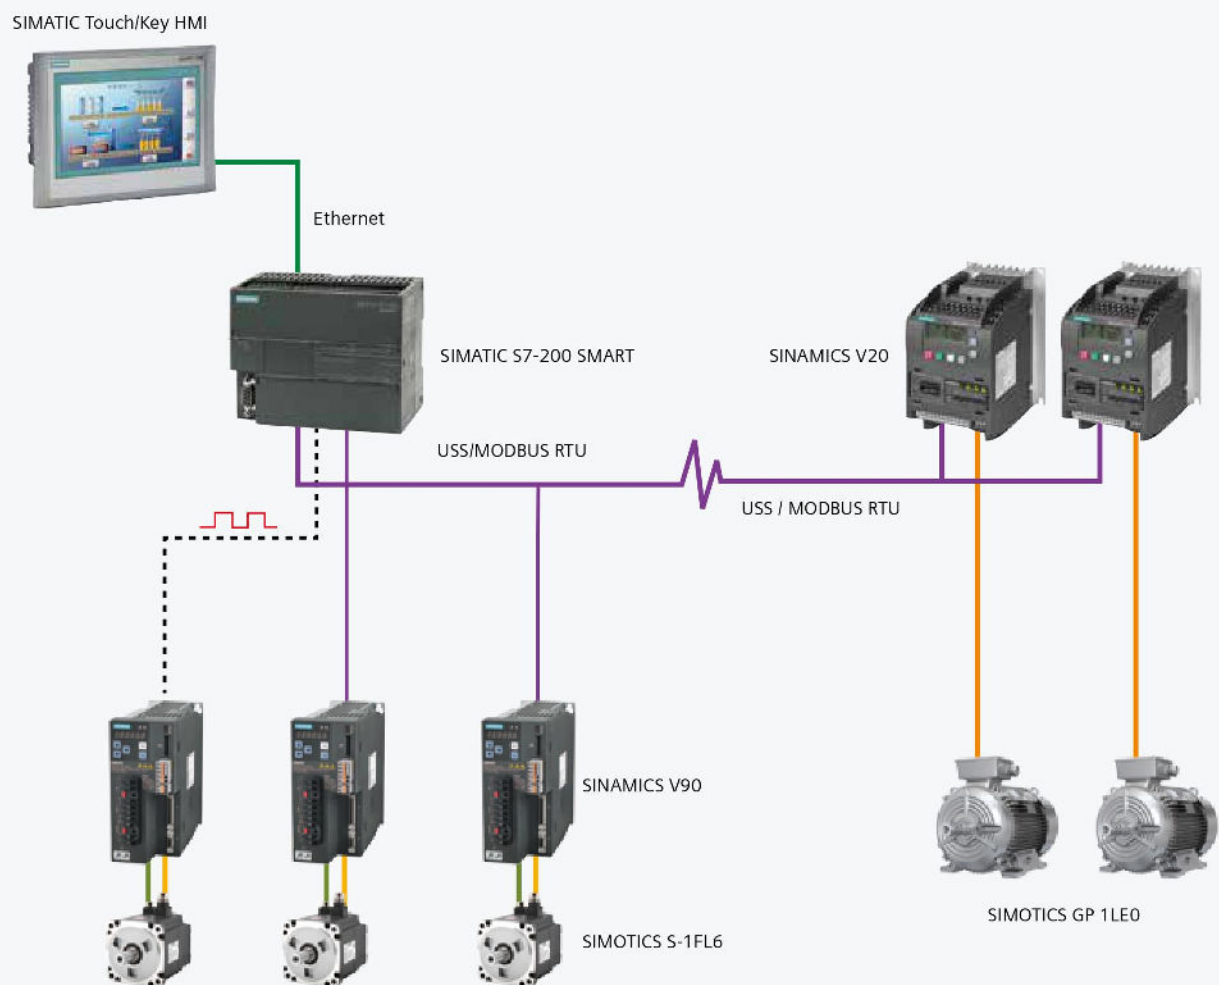 SIMATIC Touch/Key HMI
Ethernet
SIMATIC S7-200 SMART
SINAMICS V20
USS/MODBUS RTU
USS / MODBUS RTU
SINAMICS V90
SIMOTICS GP 1LE0
SIMOTICS S-1FL6